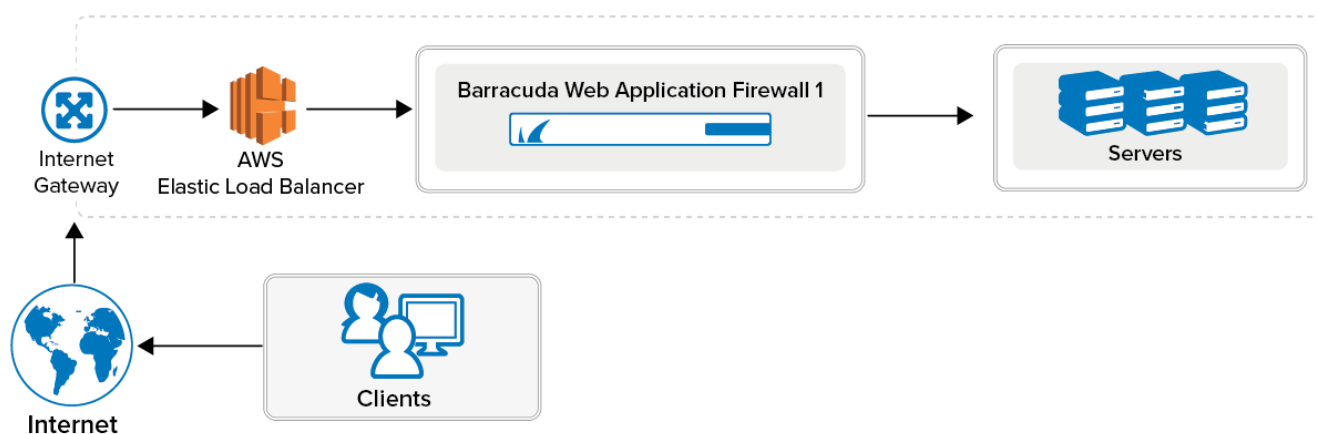 Internet
Gateway
AWS
Elastic Load Balancer
Barracuda Web Application Firewall 1
Servers
Clients
Internet